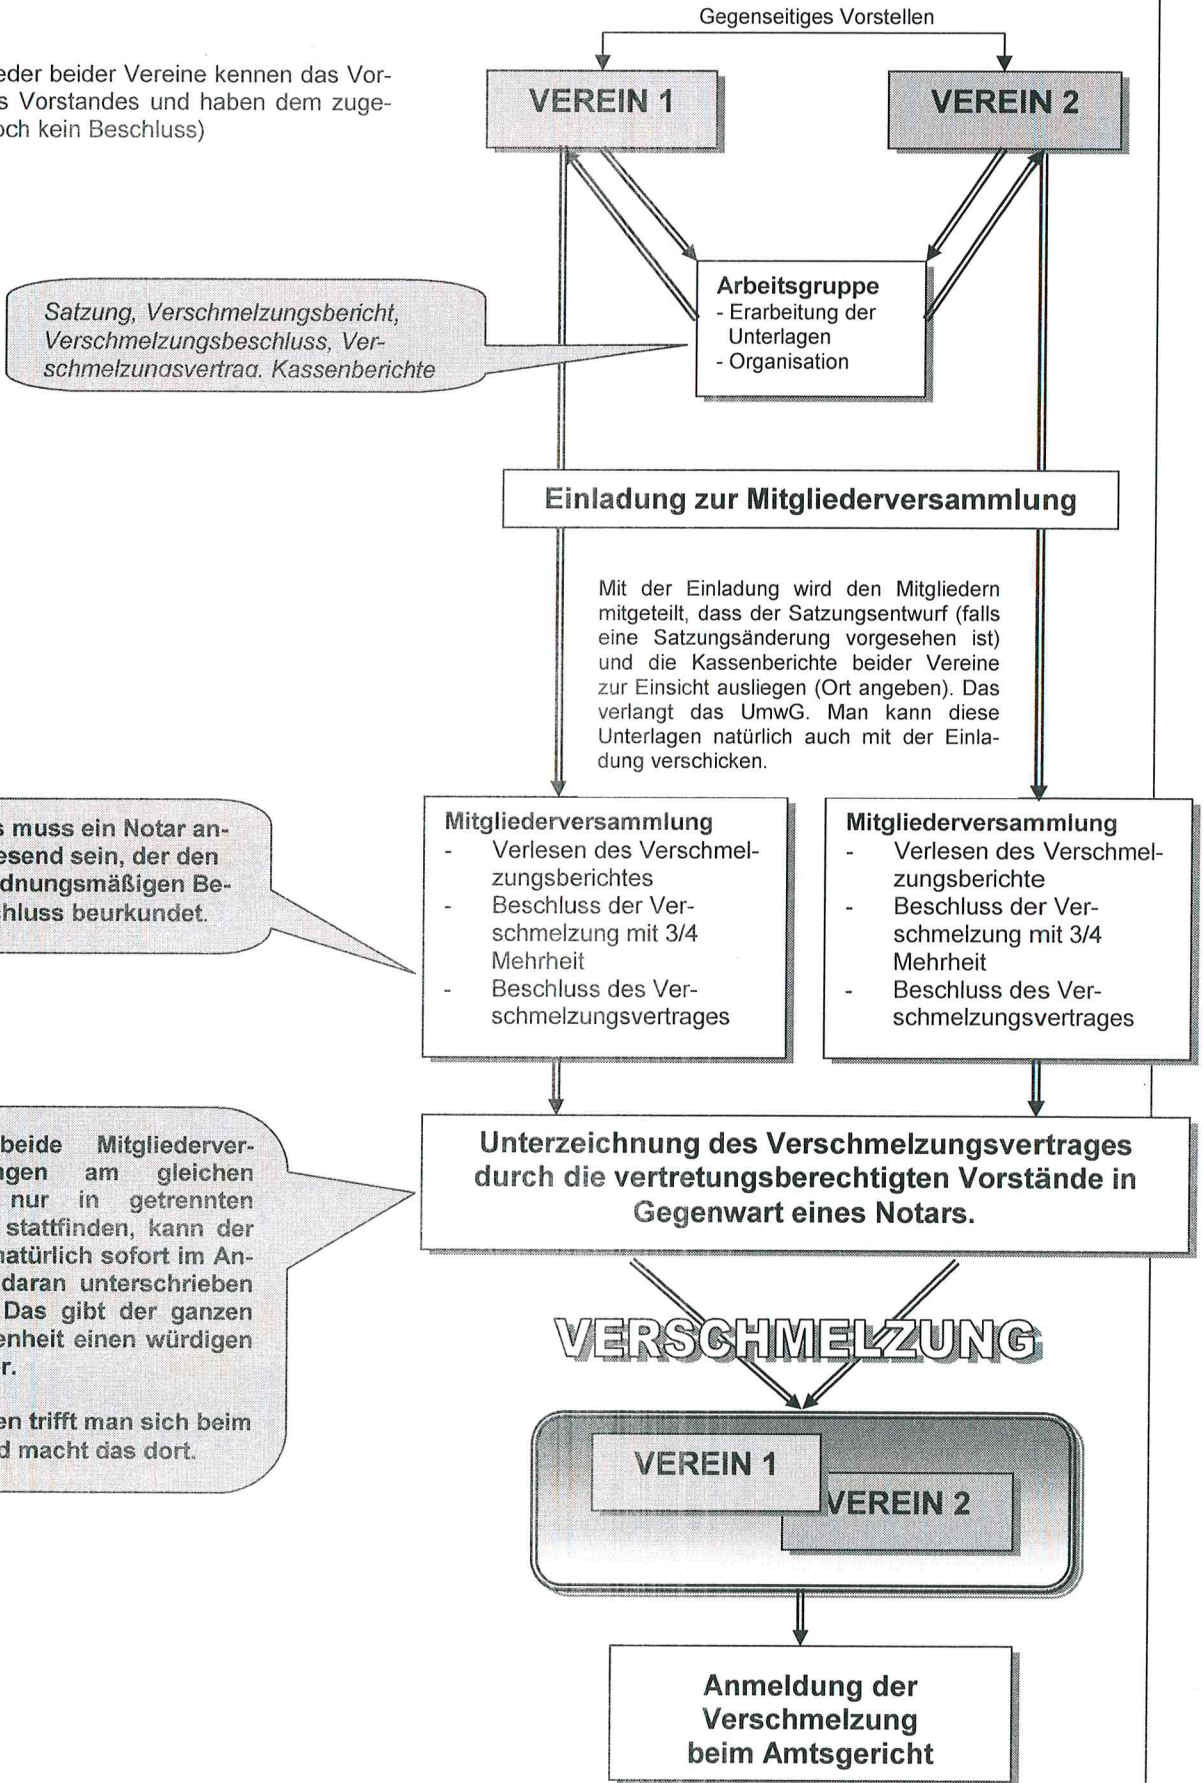 Gegenseitiges Vorstellen
eder beider Vereine kennen das Vor-
s Vorstandes und haben dem zuge-
och kein Beschluss)
VEREIN 1
VEREIN 2
Arbeitsgruppe
- Erarbeitung der
Unterlagen
- Organisation
Satzung, Verschmelzungsbericht,
Verschmelzungsbeschluss, Ver-
schmelzungsvertrag. Kassenberichte
Einladung zur Mitgliederversammlung
Mit der Einladung wird den Mitgliedern
mitgeteilt, dass der Satzungsentwurf (falls
eine Satzungsänderung vorgesehen ist)
und die Kassenberichte beider Vereine
zur Einsicht ausliegen (Ort angeben). Das
verlangt das UmwG. Man kann diese
Unterlagen natürlich auch mit der Einla-
dung verschicken.
s muss ein Notar an-
esend sein, der den
dnungsmäßigen Be-
hluss beurkundet.
Mitgliederversammlung
- Verlesen des Verschmel-
zungsberichtes
- Beschluss der Ver-
schmelzung mit 3/4
Mehrheit
- Beschluss des Ver-
schmelzungsvertrages
Mitgliederversammlung
- Verlesen des Verschmel-
zungsberichte
- Beschluss der Ver-
schmelzung mit 3/4
Mehrheit
- Beschluss des Ver-
schmelzungsvertrages
beide Mitgliederver-
ngen am gleichen
nur in getrennten
stattfinden, kann der
natürlich sofort im An-
daran unterschrieben
Das gibt der ganzen
enheit einen würdigen
r.
en trifft man sich beim
d macht das dort.
Unterzeichnung des Verschmelzungsvertrages
durch die vertretungsberechtigten Vorstände in
Gegenwart eines Notars.
VERSCHMELZUNG
VEREIN 1
VEREIN 2
Anmeldung der
Verschmelzung
beim Amtsgericht